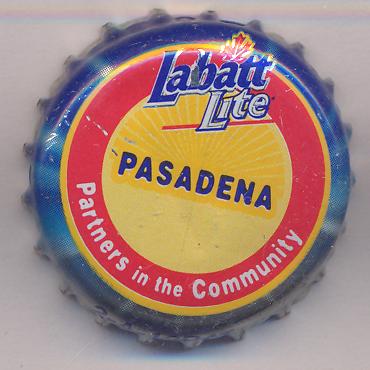 Labatt
Lite
PASADENA
Partners in the Community